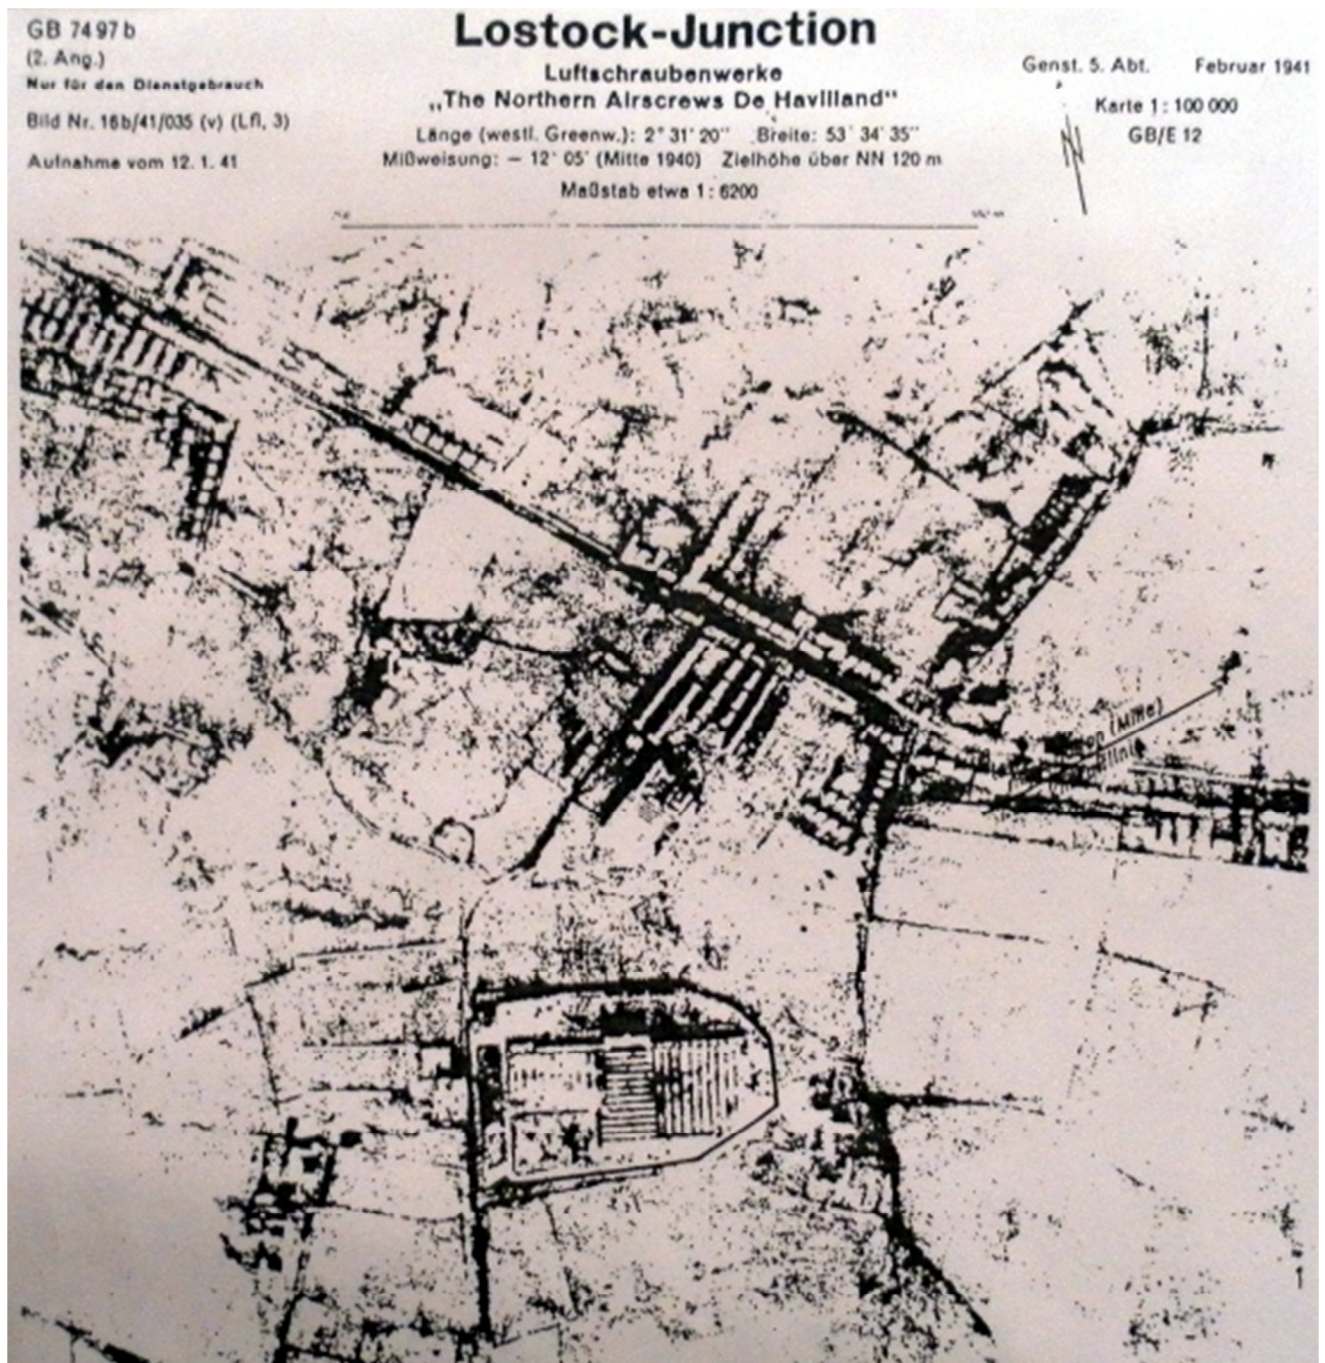 GB 7497 b
(2. Ang.)
Nur für den Dienstgebrauch
Bild Nr. 16b/41/035 (v) (Lfl. 3)
Aufnahme vom 12. 1. 41
Lostock-Junction
Luftschraubenwerke
„The Northern Airscrews De Havilland“
Länge (westl. Greenw.): 2° 31' 20" Breite: 53° 34' 35"
Mißweisung: – 12° 05' (Mitte 1940) Zielhöhe über NN 120 m
Maßstab etwa 1 : 6200
Genst. 5. Abt. Februar 1941
Karte 1 : 100 000
GB/E 12
(Mitte)
1